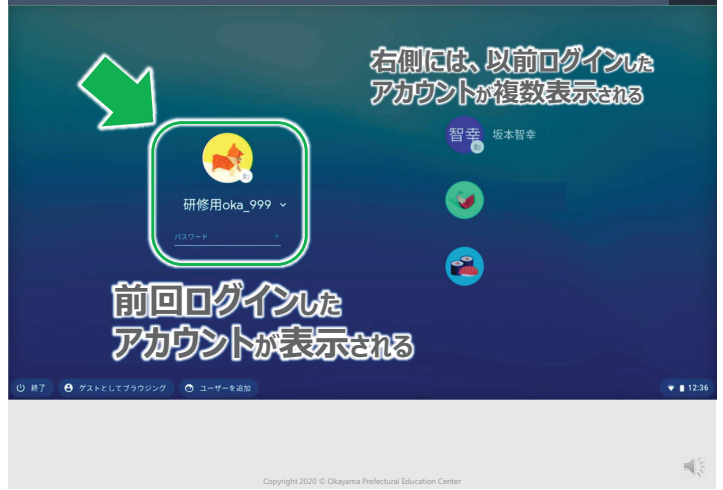 右側には、以前ログインした
アカウントが複数表示される
智幸 坂本智幸
研修用oka_999
パスワード
前回ログインした
アカウントが表示される
終了 ゲストとしてブラウジング ユーザーを追加 12:36
Copyright 2020 © Okayama Prefectural Education Center